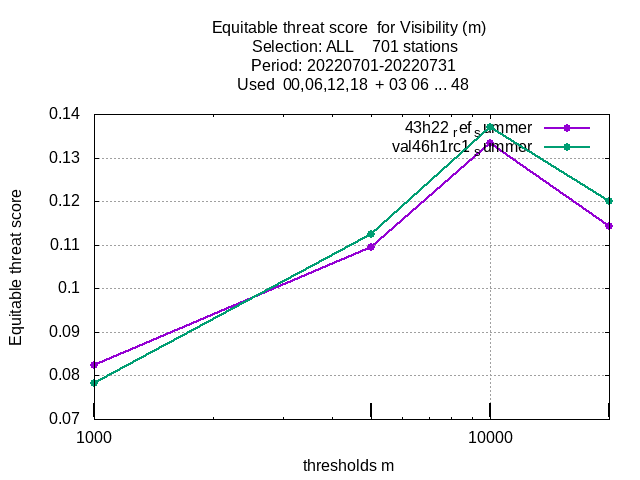 Equitable threat score  for Visibility (m)
Selection: ALL    701 stations
Period: 20220701-20220731
Used  00,06,12,18  + 03 06 ... 48
0.14
43h22 ref summer
val46h1rc1 summer
0.13
0.12
0.11
0.1
0.09
0.08
0.07
Equitable threat score
1000
10000
thresholds m